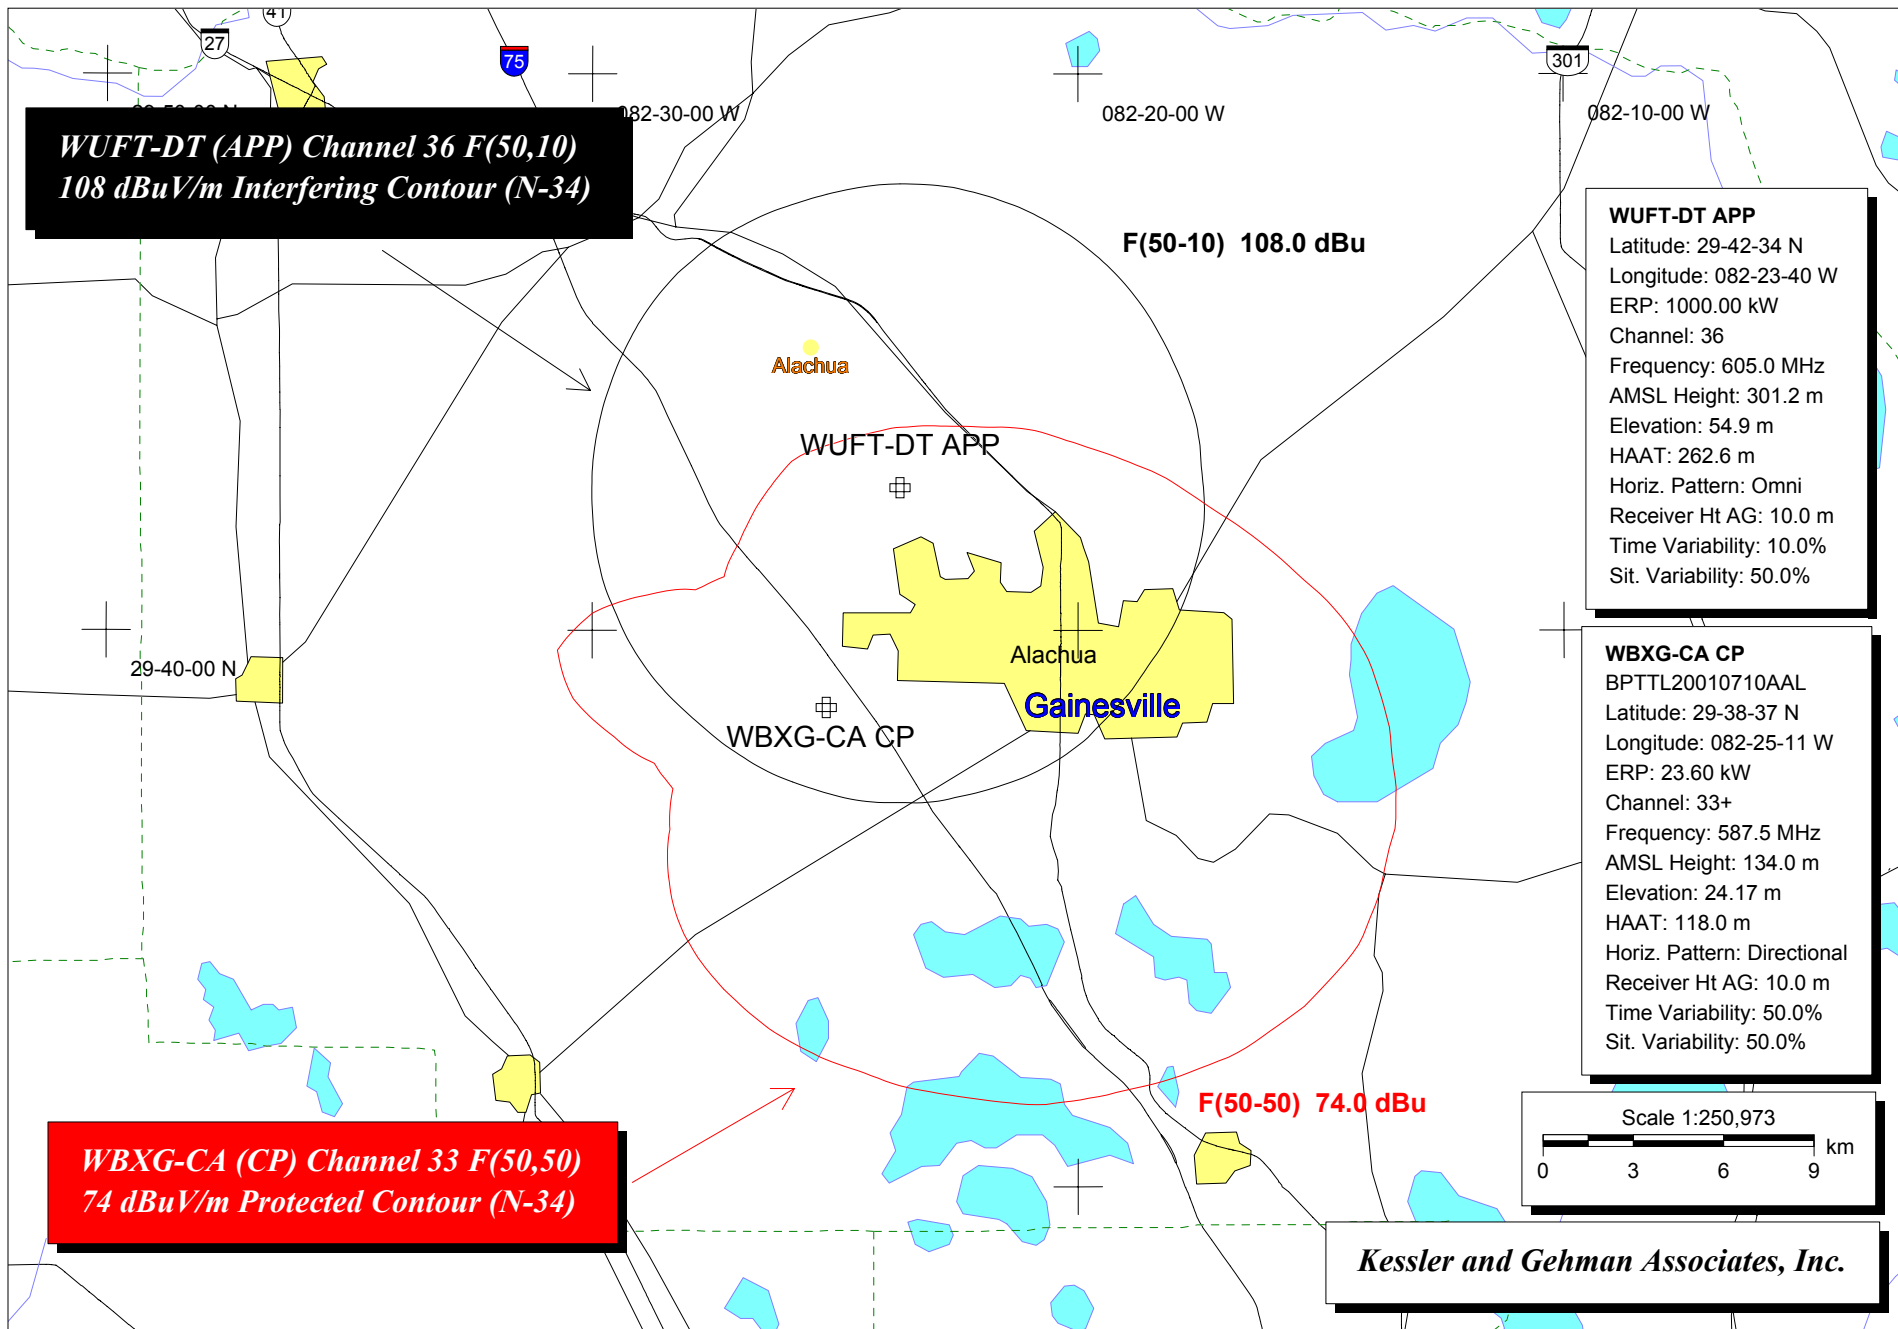 41
27
75
301
082-30-00 W
082-20-00 W
082-10-00 W
WUFT-DT (APP) Channel 36 F(50,10)
108 dBuV/m Interfering Contour (N-34)
F(50-10) 108.0 dBu
WUFT-DT APP
Latitude: 29-42-34 N
Longitude: 082-23-40 W
ERP: 1000.00 kW
Channel: 36
Frequency: 605.0 MHz
AMSL Height: 301.2 m
Elevation: 54.9 m
HAAT: 262.6 m
Horiz. Pattern: Omni
Receiver Ht AG: 10.0 m
Time Variability: 10.0%
Sit. Variability: 50.0%
Alachua
WUFT-DT APP
29-40-00 N
Alachua
Gainesville
WBXG-CA CP
WBXG-CA CP
BPTTL20010710AAL
Latitude: 29-38-37 N
Longitude: 082-25-11 W
ERP: 23.60 kW
Channel: 33+
Frequency: 587.5 MHz
AMSL Height: 134.0 m
Elevation: 24.17 m
HAAT: 118.0 m
Horiz. Pattern: Directional
Receiver Ht AG: 10.0 m
Time Variability: 50.0%
Sit. Variability: 50.0%
F(50-50) 74.0 dBu
WBXG-CA (CP) Channel 33 F(50,50)
74 dBuV/m Protected Contour (N-34)
Scale 1:250,973
km
0 3 6 9
Kessler and Gehman Associates, Inc.